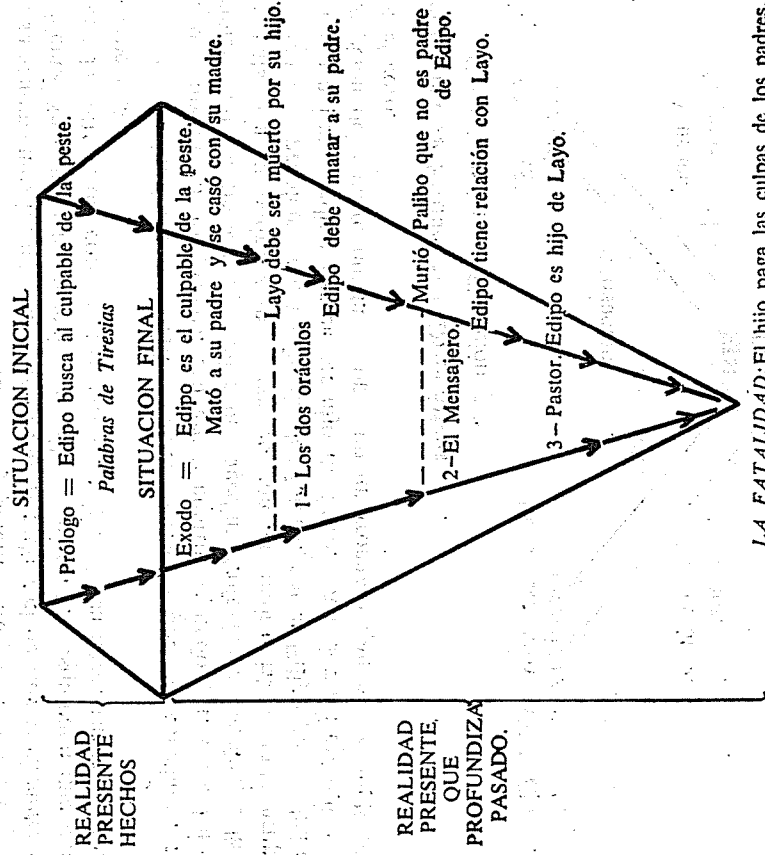 SITUACION INICIAL
Prólogo = Edipo busca al culpable de la peste.
Palabras de Tiresias
SITUACION FINAL
Exodo = Edipo es el culpable de la peste.
Mató a su padre y se casó con su madre.
Layo debe ser muerto por su hijo.
1- Los dos oráculos
Edipo debe matar a su padre.
Murió Palibo que no es padre
de Edipo.
2-El Mensajero.
Edipo tiene relación con Layo.
3- Pastor. Edipo es hijo de Layo.
LA FATALIDAD: El hijo paga las culpas de los padres.
REALIDAD
PRESENTE
HECHOS
REALIDAD
PRESENTE,
QUE
PROFUNDIZA
PASADO.